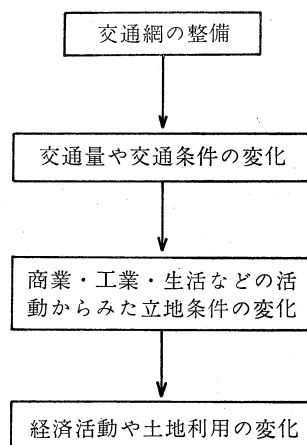 交通網の整備
交通量や交通条件の変化
商業・工業・生活などの活
動からみた立地条件の変化
経済活動や土地利用の変化